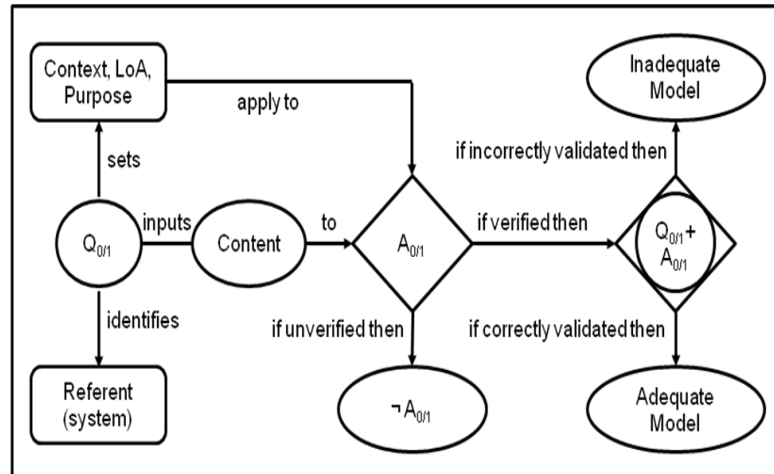 Context, LoA,
Purpose
apply to
Inadequate
Model
sets
if incorrectly validated then
Q0/1
inputs
Content
to
A0/1
if verified then
Q0/1+
A0/1
identifies
if unverified then
if correctly validated then
Referent
(system)
¬ A0/1
Adequate
Model